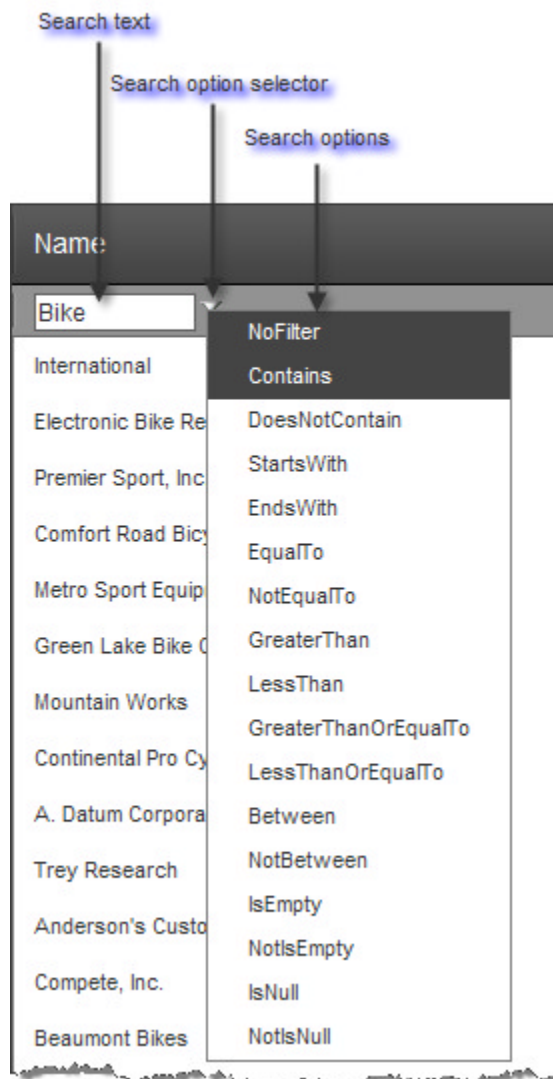 Search text
Search option selector
Search options
Name
Bike
NoFilter
International
Contains
Electronic Bike Re
DoesNotContain
Premier Sport, Inc
StartsWith
EndsWith
Comfort Road Bicy
EqualTo
Metro Sport Equip
NotEqualTo
Green Lake Bike C
GreaterThan
Mountain Works
LessThan
GreaterThanOrEqualTo
Continental Pro Cy
LessThanOrEqualTo
A. Datum Corpora
Between
Trey Research
NotBetween
Anderson's Custo
IsEmpty
NotIsEmpty
Compete, Inc.
IsNull
Beaumont Bikes
NotIsNull